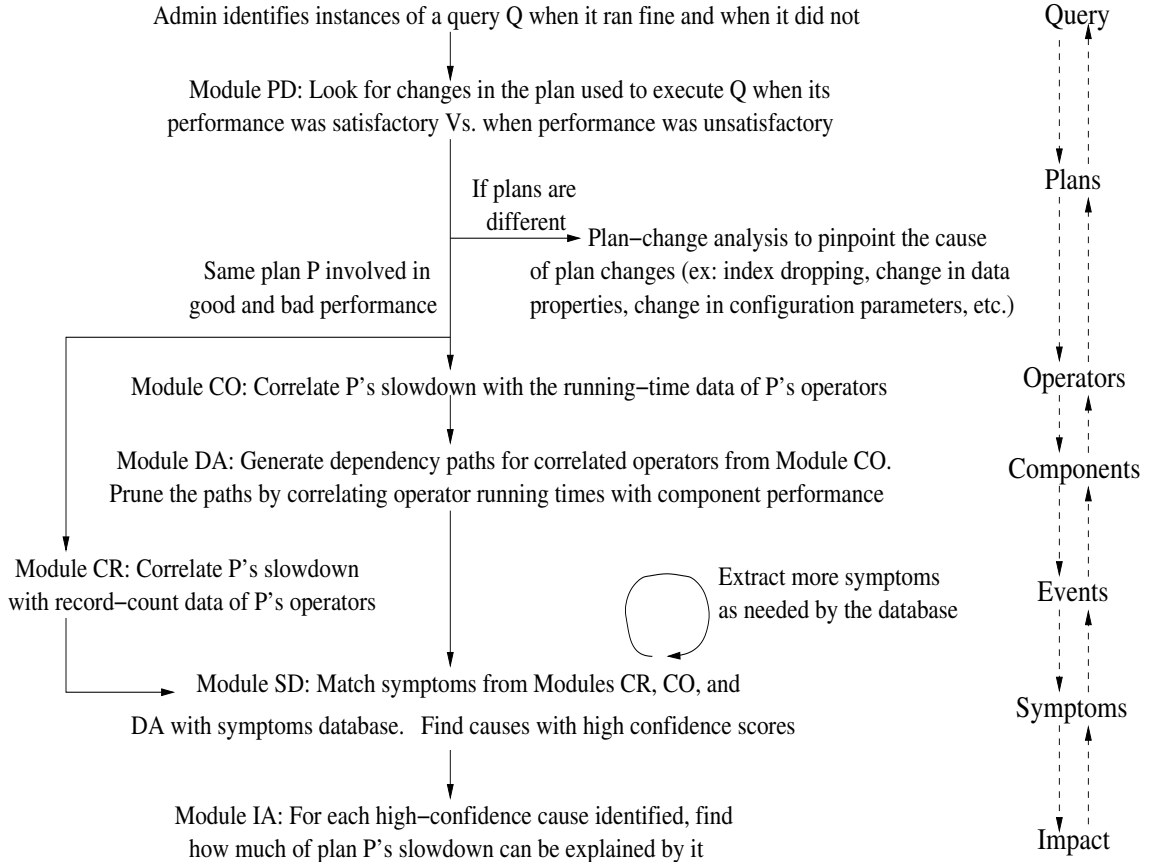 Admin identifies instances of a query Q when it ran fine and when it did not
Query
Module PD: Look for changes in the plan used to execute Q when its
performance was satisfactory Vs. when performance was unsatisfactory
Plans
If plans are
different
Plan−change analysis to pinpoint the cause
of plan changes (ex: index dropping, change in data
properties, change in configuration parameters, etc.)
Same plan P involved in
good and bad performance
Module CO: Correlate P's slowdown with the running−time data of P's operators
Operators
Module DA: Generate dependency paths for correlated operators from Module CO.
Prune the paths by correlating operator running times with component performance
Components
Module CR: Correlate P's slowdown
with record−count data of P's operators
Extract more symptoms
as needed by the database
Events
Module SD: Match symptoms from Modules CR, CO, and
DA with symptoms database. Find causes with high confidence scores
Symptoms
Module IA: For each high−confidence cause identified, find
how much of plan P's slowdown can be explained by it
Impact